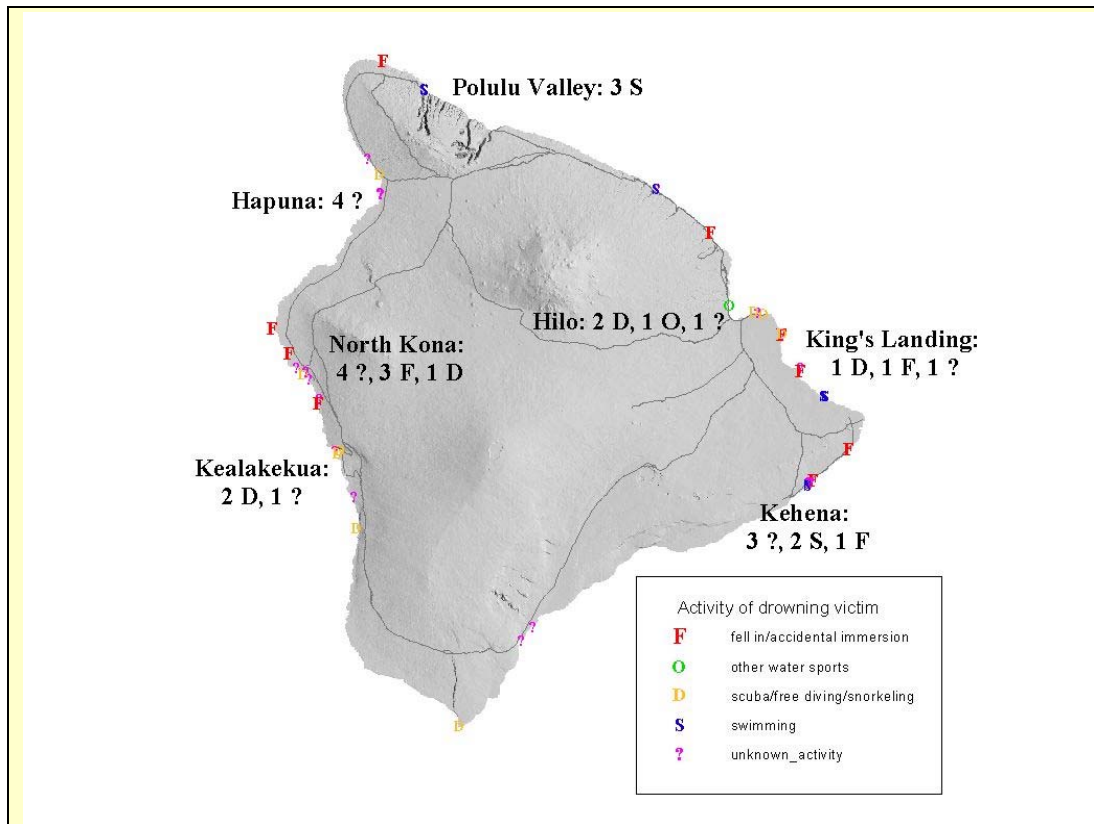 F
S
Polulu Valley: 3 S
?
D
Hapuna: 4 ?
?
S
F
O
Hilo: 2 D, 1 O, 1 ?
D
?
D
F
King's Landing:
1 D, 1 F, 1 ?
F
F
North Kona:
4 ?, 3 F, 1 D
?
?
D
?
F
F
S
Kealakekua:
2 D, 1 ?
D
F
?
D
F
S
Kehena:
3 ?, 2 S, 1 F
?
?
D
Activity of drowning victim
F fell in/accidental immersion
O other water sports
D scuba/free diving/snorkeling
S swimming
? unknown_activity